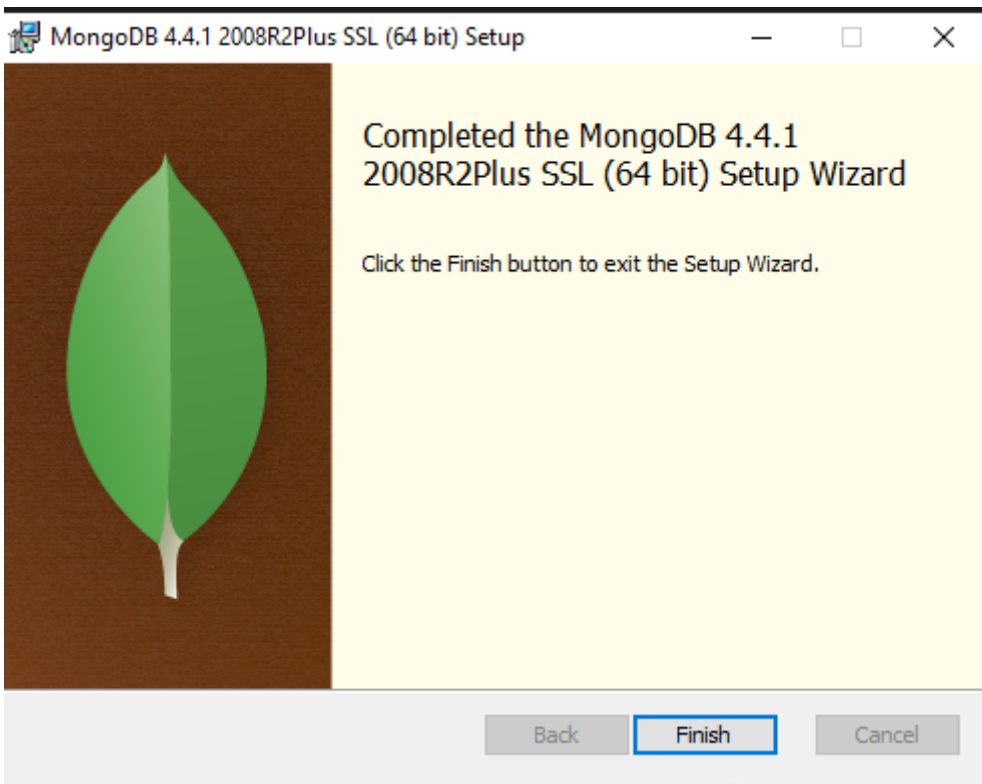 MongoDB 4.4.1 2008R2Plus SSL (64 bit) Setup
Completed the MongoDB 4.4.1
2008R2Plus SSL (64 bit) Setup Wizard
Click the Finish button to exit the Setup Wizard.
Back
Finish
Cancel